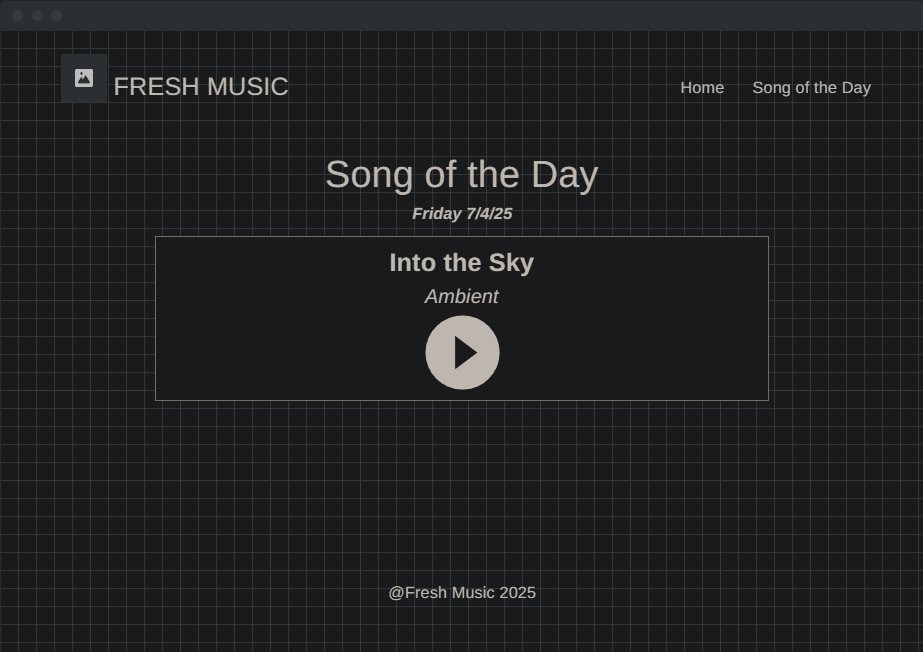 FRESH MUSIC
Home
Song of the Day
Song of the Day
Friday 7/4/25
Into the Sky
Ambient
@Fresh Music 2025